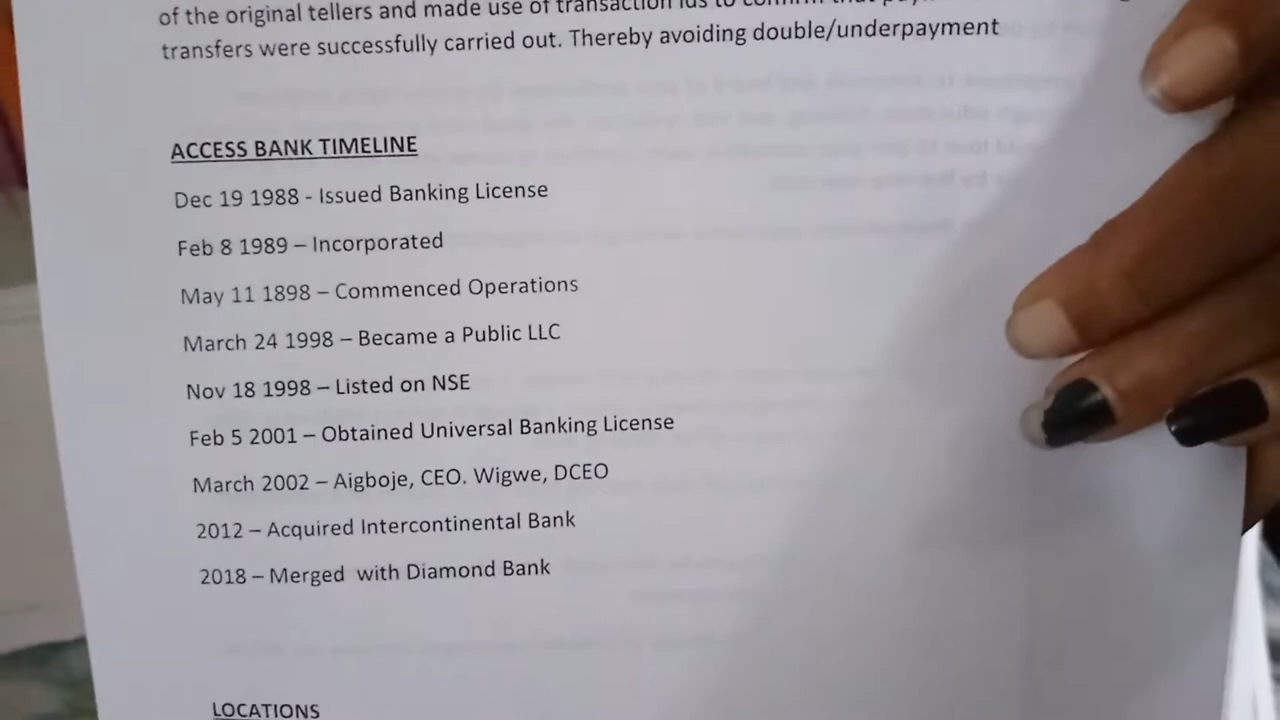 of the original tellers and made use of transaction ids to confirm that
transfers were successfully carried out. Thereby avoiding double/underpayment
ACCESS BANK TIMELINE
Dec 19 1988 - Issued Banking License
Feb 8 1989 – Incorporated
May 11 1898 – Commenced Operations
March 24 1998 – Became a Public LLC
Nov 18 1998 – Listed on NSE
Feb 5 2001 – Obtained Universal Banking License
March 2002 – Aigboje, CEO. Wigwe, DCEO
2012 – Acquired Intercontinental Bank
2018 – Merged with Diamond Bank
LOCATIONS